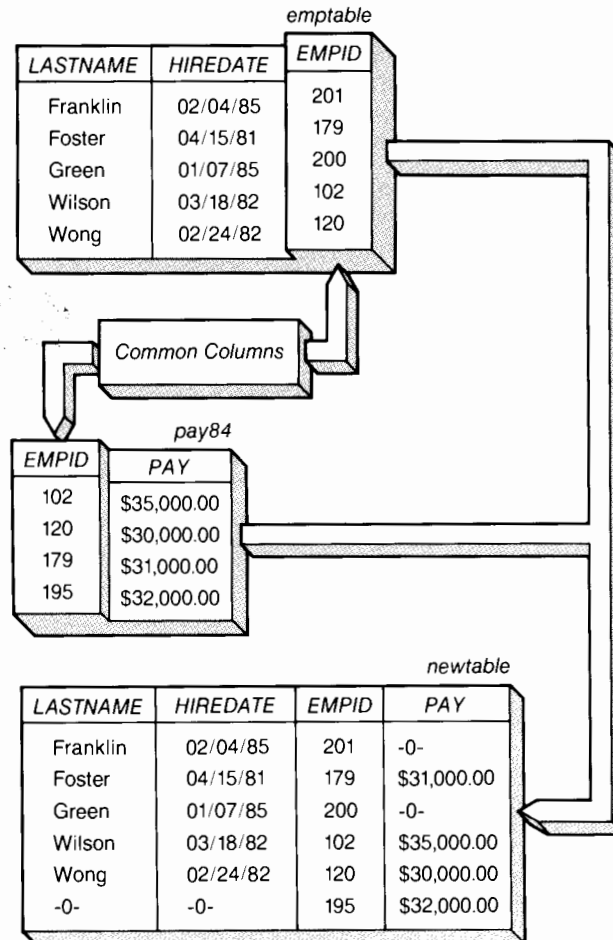 emptable
LASTNAME HIREDATE EMPID
Franklin 02/04/85 201
Foster 04/15/81 179
Green 01/07/85 200
Wilson 03/18/82 102
Wong 02/24/82 120
Common Columns
pay84
EMPID PAY
102 $35,000.00
120 $30,000.00
179 $31,000.00
195 $32,000.00
newtable
LASTNAME HIREDATE EMPID PAY
Franklin 02/04/85 201 -0-
Foster 04/15/81 179 $31,000.00
Green 01/07/85 200 -0-
Wilson 03/18/82 102 $35,000.00
Wong 02/24/82 120 $30,000.00
-0- -0- 195 $32,000.00